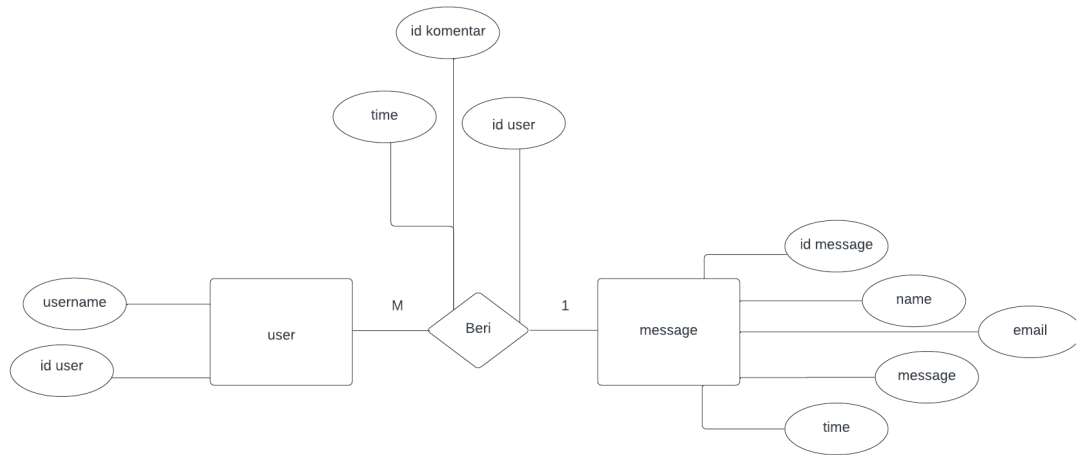 id komentar
time
id user
id message
username
M
1
name
user
Beri
message
email
id user
message
time